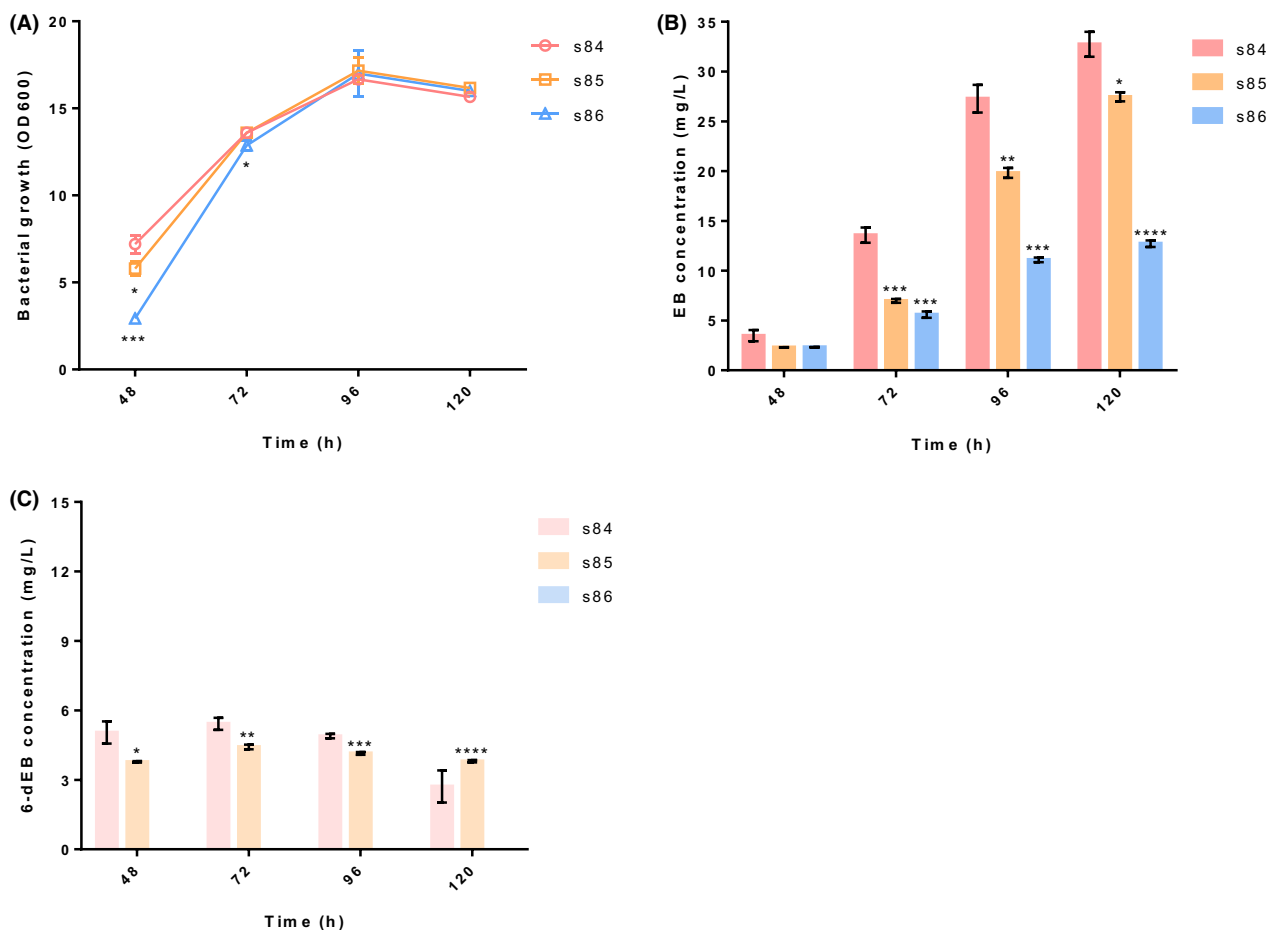 (A)
20
15
10
5
0
Bacterial growth (OD600)
*
***
*
48
72
96
120
Time (h)
s84
s85
s86
(B)
35
30
25
20
15
10
5
0
EB concentration (mg/L)
***
***
**
***
*
****
48
72
96
120
Time (h)
s84
s85
s86
(C)
15
12
9
6
3
0
6-dEB concentration (mg/L)
*
**
***
****
48
72
96
120
Time (h)
s84
s85
s86